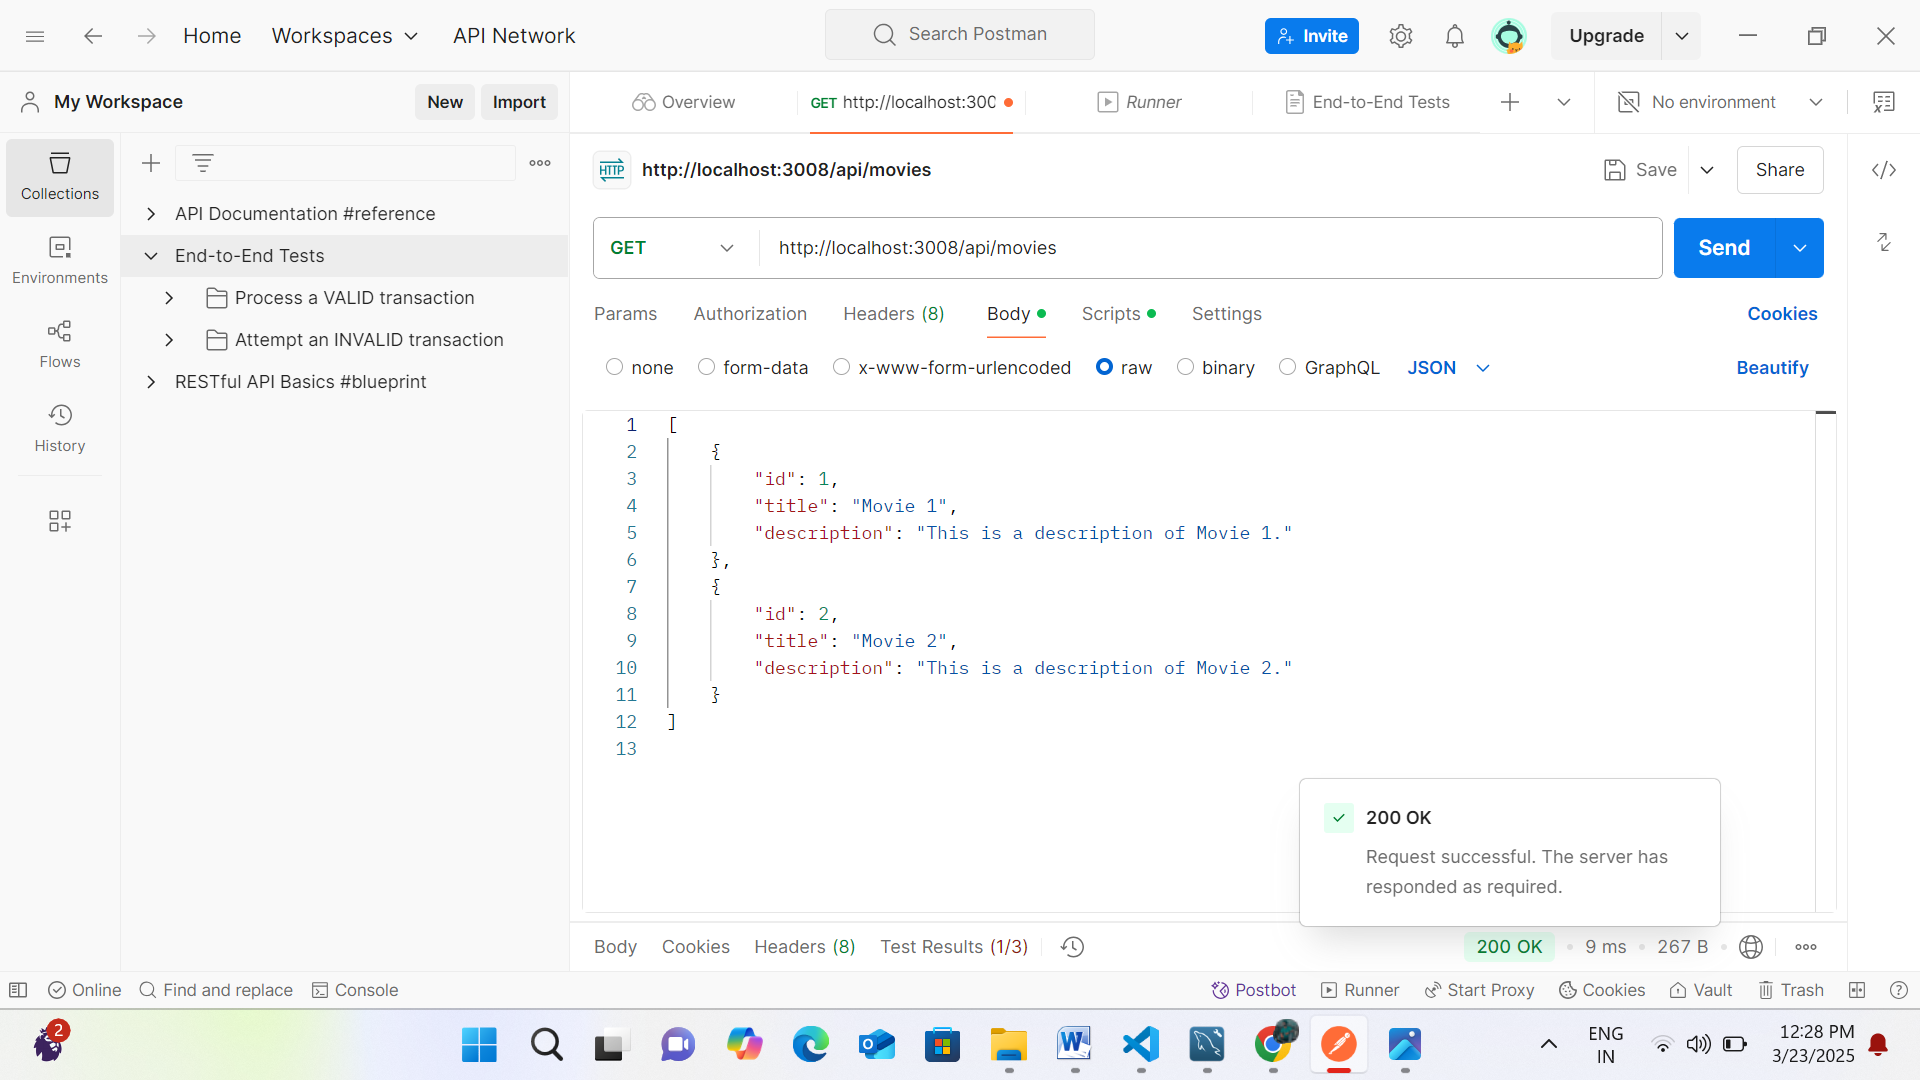 Home
Workspaces
API Network
Search Postman
Invite
Upgrade
My Workspace
New
Import
Overview
GET http://localhost:300
Runner
End-to-End Tests
No environment
Collections
Environments
Flows
History
API Documentation #reference
End-to-End Tests
Process a VALID transaction
Attempt an INVALID transaction
RESTful API Basics #blueprint
HTTP http://localhost:3008/api/movies
Save
Share
GET
http://localhost:3008/api/movies
Send
Params
Authorization
Headers (8)
Body
Scripts
Settings
Cookies
none
form-data
x-www-form-urlencoded
raw
binary
GraphQL
JSON
Beautify
1 [
2 {
3 "id": 1,
4 "title": "Movie 1",
5 "description": "This is a description of Movie 1."
6 },
7 {
8 "id": 2,
9 "title": "Movie 2",
10 "description": "This is a description of Movie 2."
11 }
12 ]
13
200 OK
Request successful. The server has
responded as required.
Body
Cookies
Headers (8)
Test Results (1/3)
200 OK
9 ms
267 B
Online
Find and replace
Console
Postbot
Runner
Start Proxy
Cookies
Vault
Trash
2
ENG
IN
12:28 PM
3/23/2025